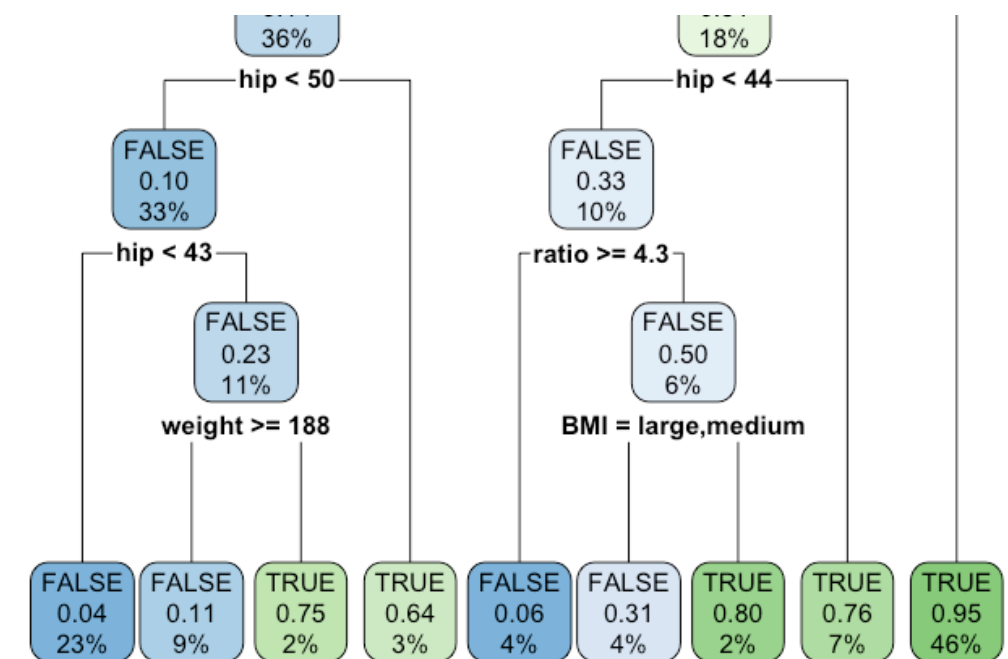 36%
18%
hip < 50
hip < 44
FALSE
0.10
33%
FALSE
0.33
10%
hip < 43
ratio >= 4.3
FALSE
0.23
11%
FALSE
0.50
6%
weight >= 188
BMI = large,medium
FALSE
0.04
23%
FALSE
0.11
9%
TRUE
0.75
2%
TRUE
0.64
3%
FALSE
0.06
4%
FALSE
0.31
4%
TRUE
0.80
2%
TRUE
0.76
7%
TRUE
0.95
46%